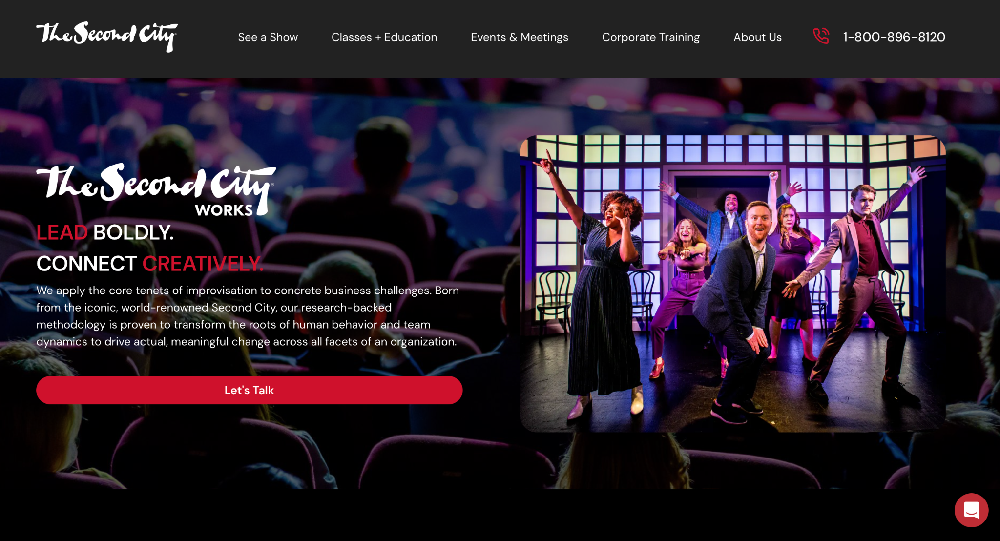 The Second City®
See a Show
Classes + Education
Events & Meetings
Corporate Training
About Us
1-800-896-8120
The Second City®
WORKS
LEAD BOLDLY.
CONNECT CREATIVELY.
We apply the core tenets of improvisation to concrete business challenges. Born
from the iconic, world-renowned Second City, our research-backed
methodology is proven to transform the roots of human behavior and team
dynamics to drive actual, meaningful change across all facets of an organization.
Let's Talk